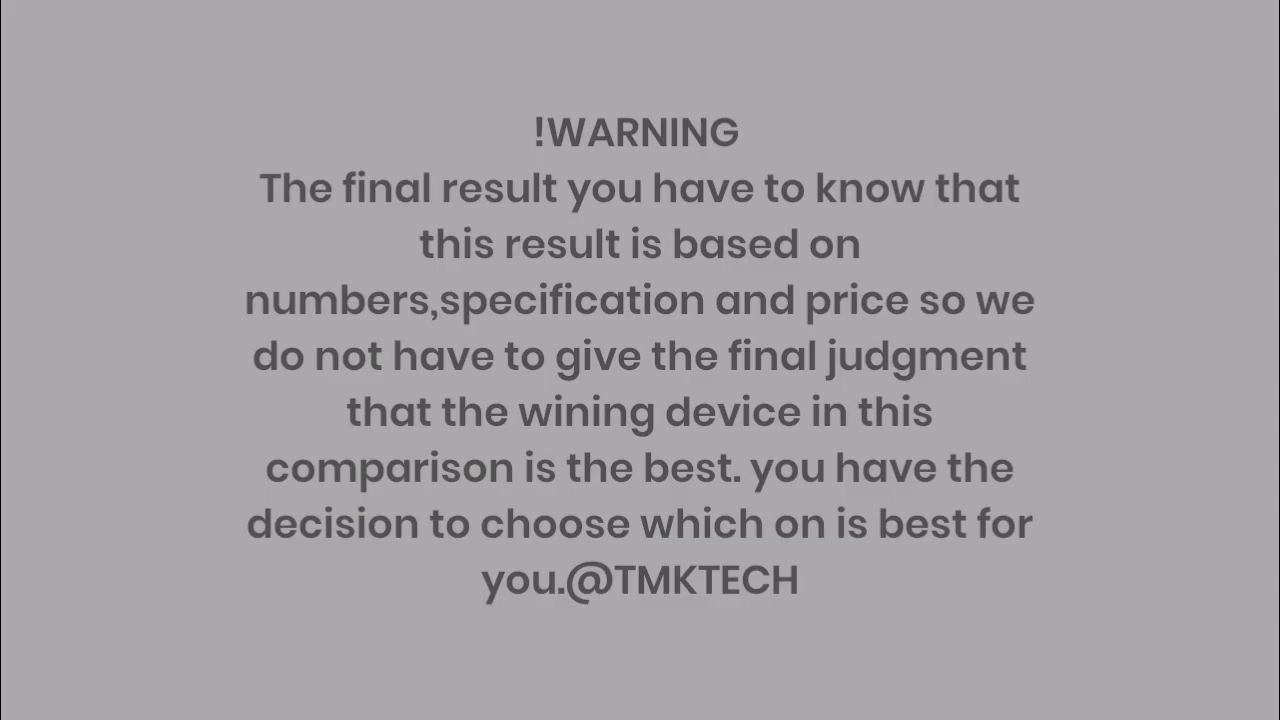 !WARNING
The final result you have to know that
this result is based on
numbers,specification and price so we
do not have to give the final judgment
that the wining device in this
comparison is the best. you have the
decision to choose which on is best for
you.@TMKTECH